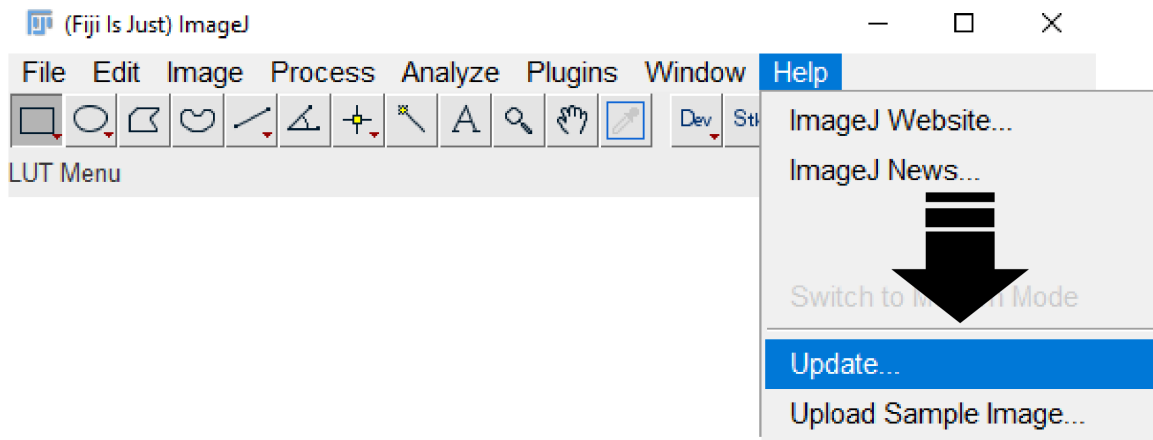 (Fiji Is Just) ImageJ
File Edit Image Process Analyze Plugins Window Help
A Dev Stk
LUT Menu
ImageJ Website...
ImageJ News...
Switch to Mode
Update...
Upload Sample Image...